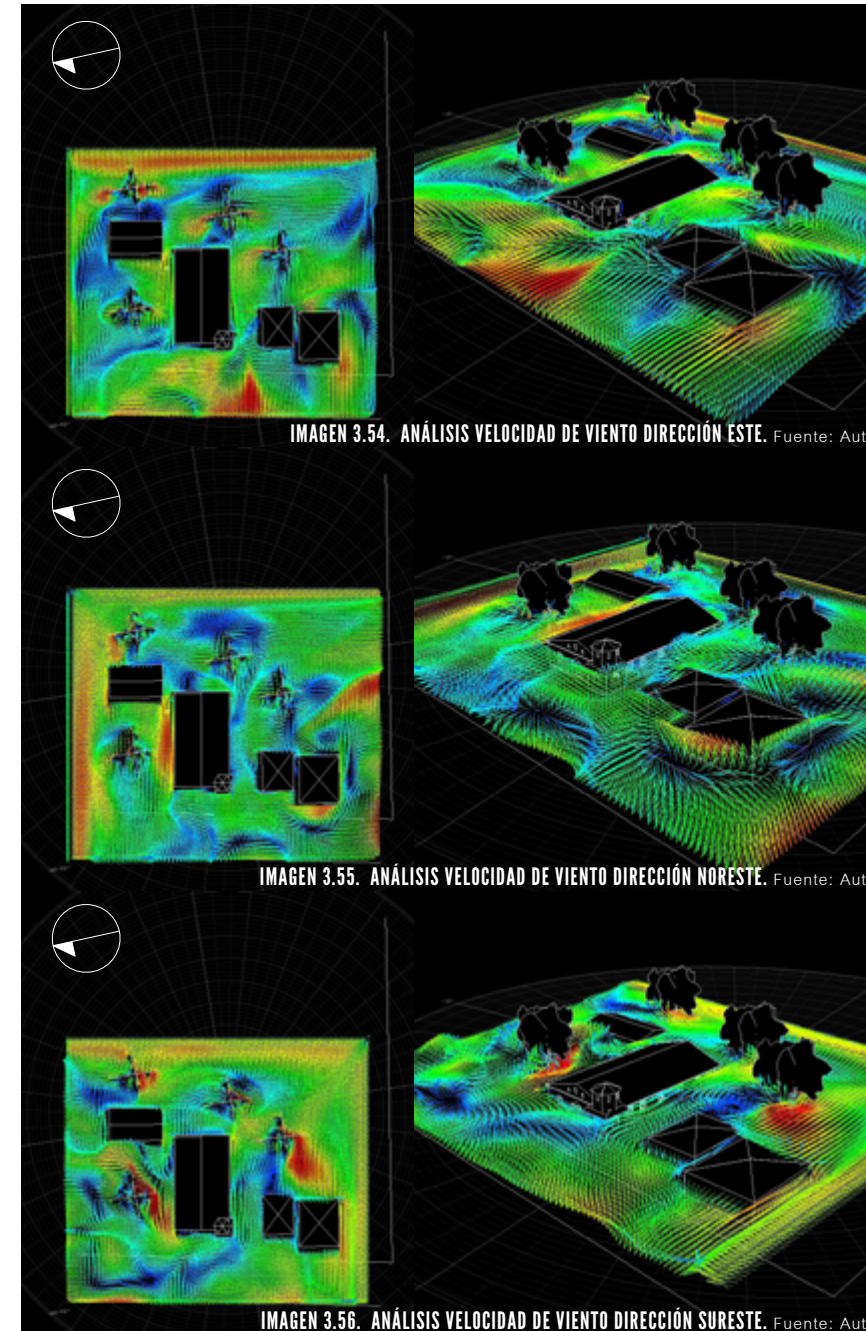 IMAGEN 3.54. ANÁLISIS VELOCIDAD DE VIENTO DIRECCIÓN ESTE. Fuente: Aut
IMAGEN 3.55. ANÁLISIS VELOCIDAD DE VIENTO DIRECCIÓN NORESTE. Fuente: Aut
IMAGEN 3.56. ANÁLISIS VELOCIDAD DE VIENTO DIRECCIÓN SURESTE. Fuente: Aut